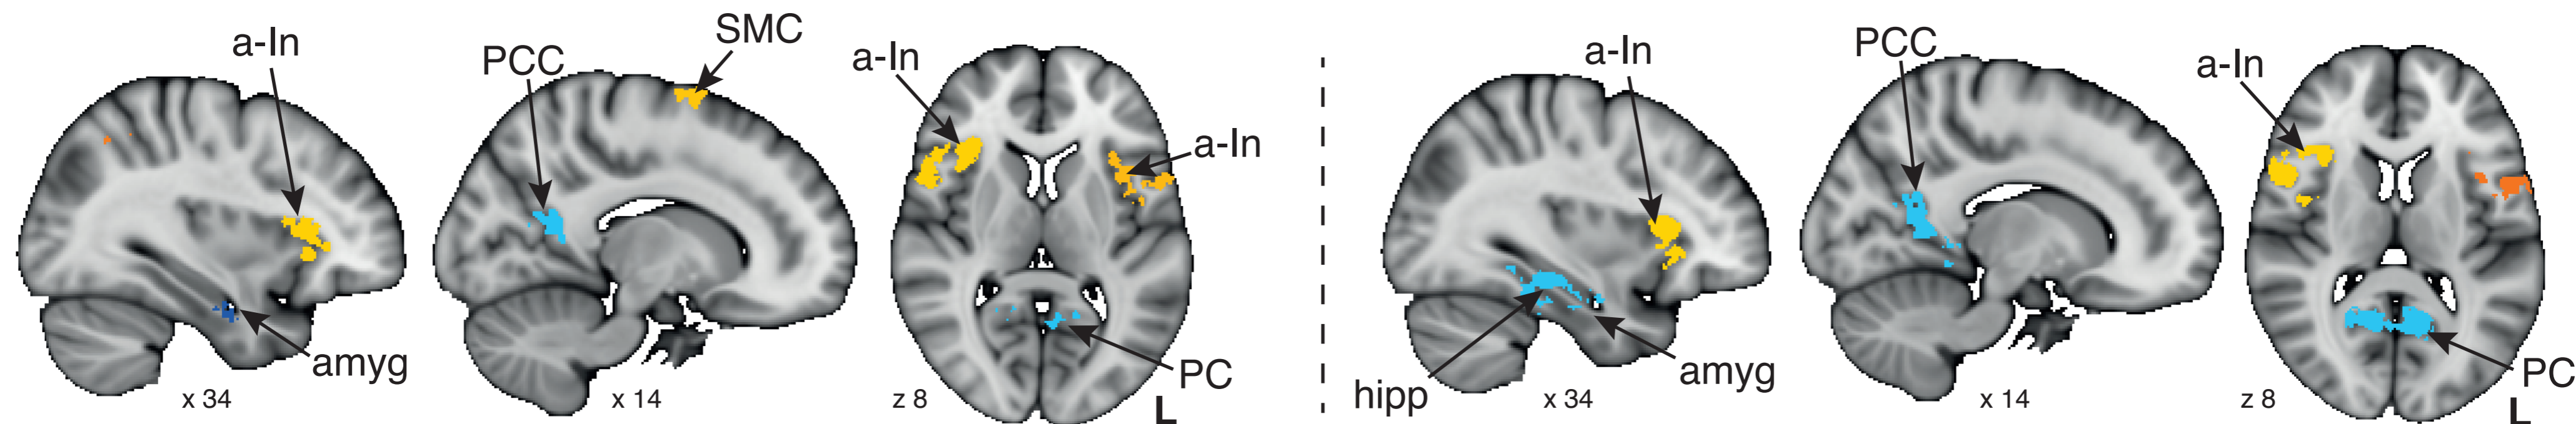 a-In
amyg
x 34
PCC
SMC
x 14
a-In
a-In
PC
z 8
L
a-In
hipp
amyg
x 34
PCC
x 14
a-In
PC
z 8
L